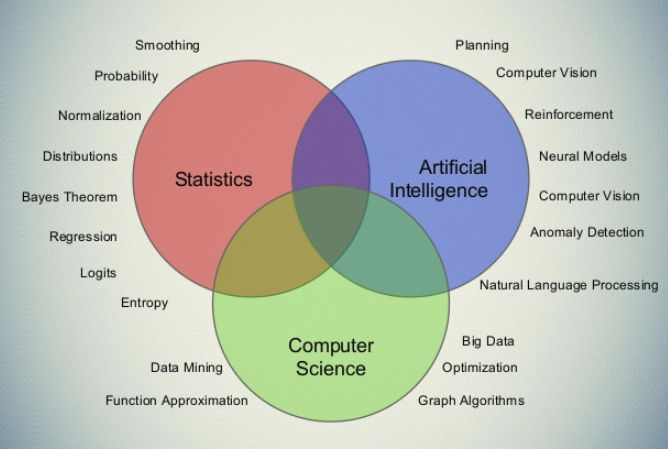 Smoothing
Planning
Probability
Computer Vision
Normalization
Reinforcement
Distributions
Neural Models
Statistics
Artificial
Intelligence
Bayes Theorem
Computer Vision
Regression
Anomaly Detection
Logits
Natural Language Processing
Entropy
Computer
Science
Big Data
Data Mining
Optimization
Function Approximation
Graph Algorithms